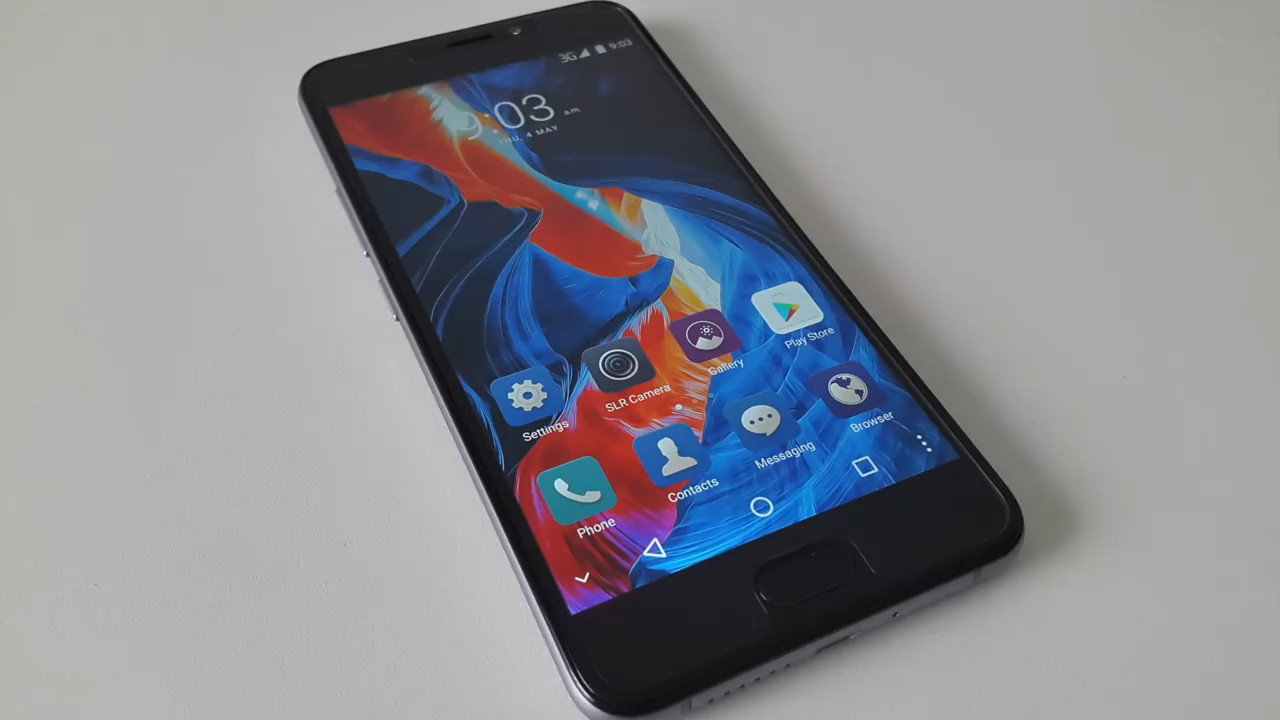 3G 9:03
9:03 a.m.
THU, 4 MAY
Settings
SLR Camera
Gallery
Play Store
Phone
Contacts
Messaging
Browser